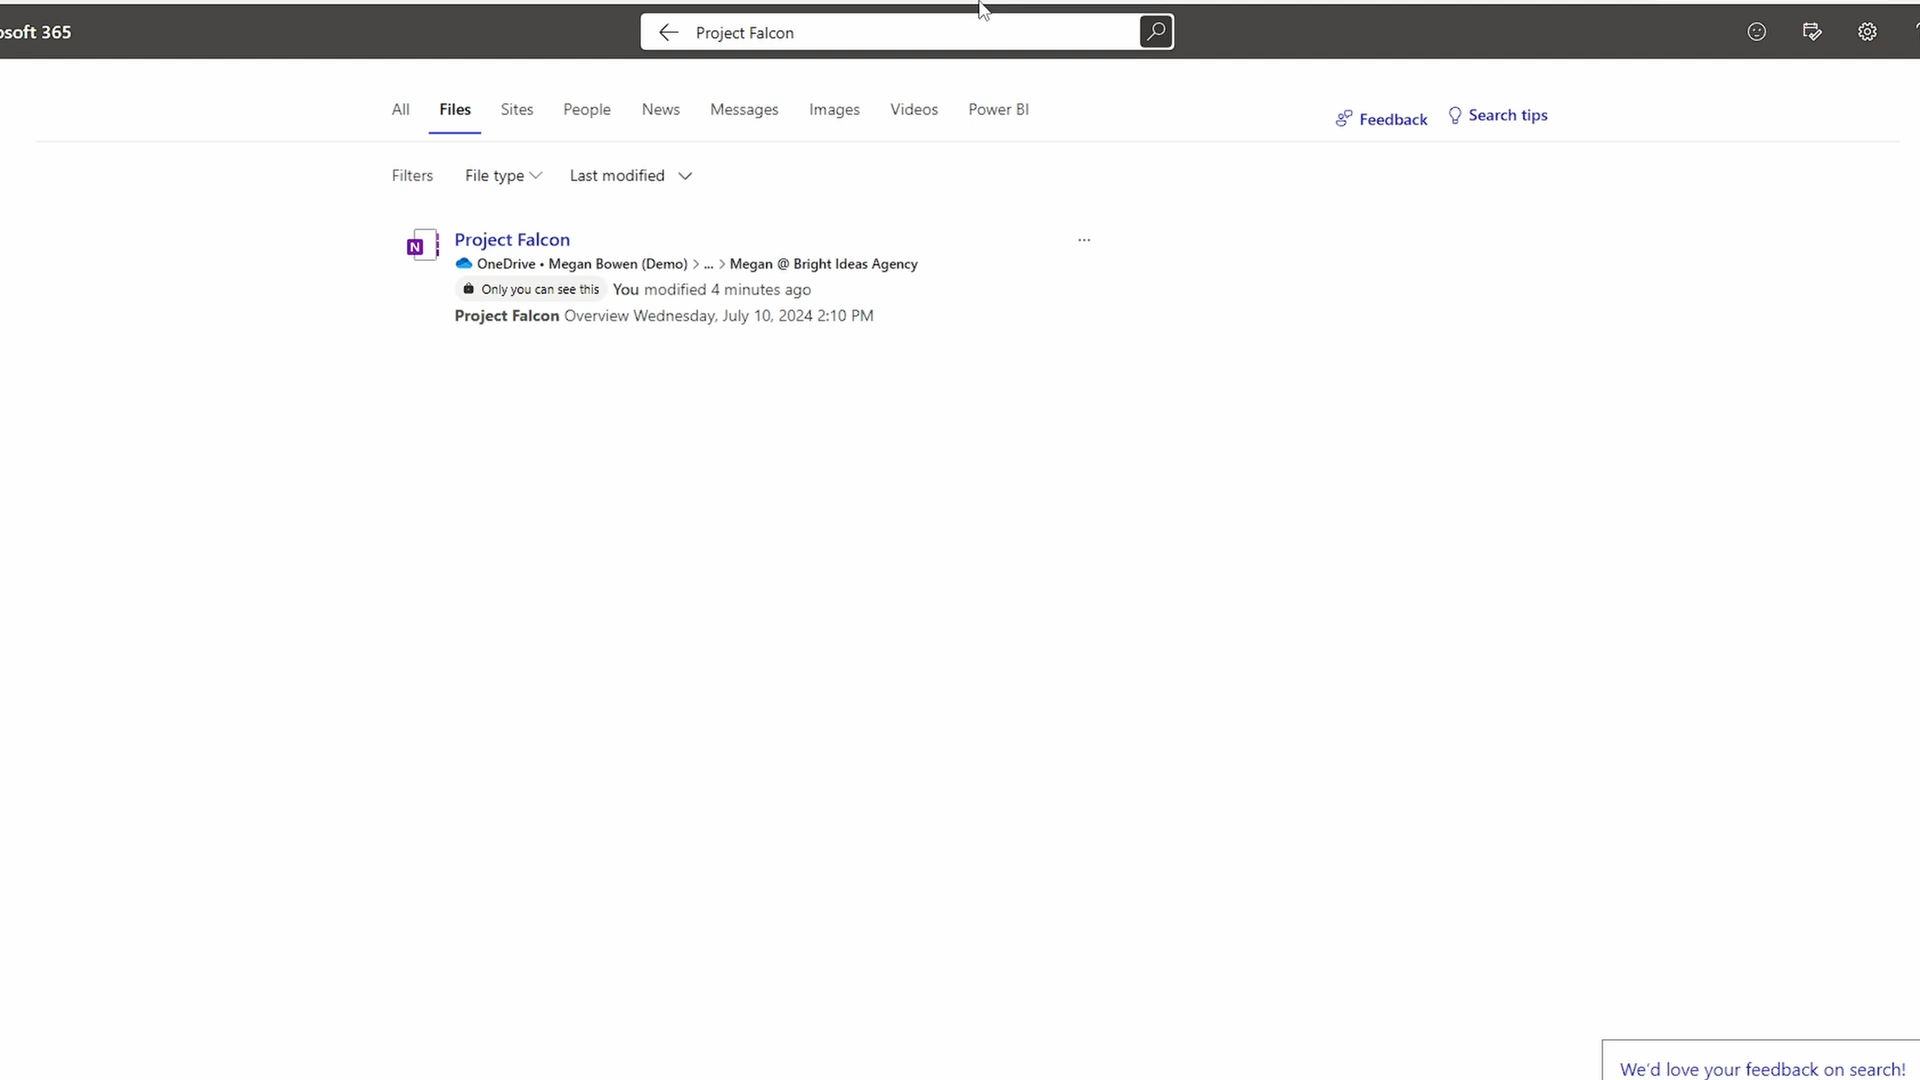 osoft 365
Project Falcon
All Files Sites People News Messages Images Videos Power BI
Feedback Search tips
Filters File type Last modified
N
Project Falcon
...
OneDrive • Megan Bowen (Demo) > ... > Megan @ Bright Ideas Agency
Only you can see this You modified 4 minutes ago
Project Falcon Overview Wednesday, July 10, 2024 2:10 PM
We'd love your feedback on search!